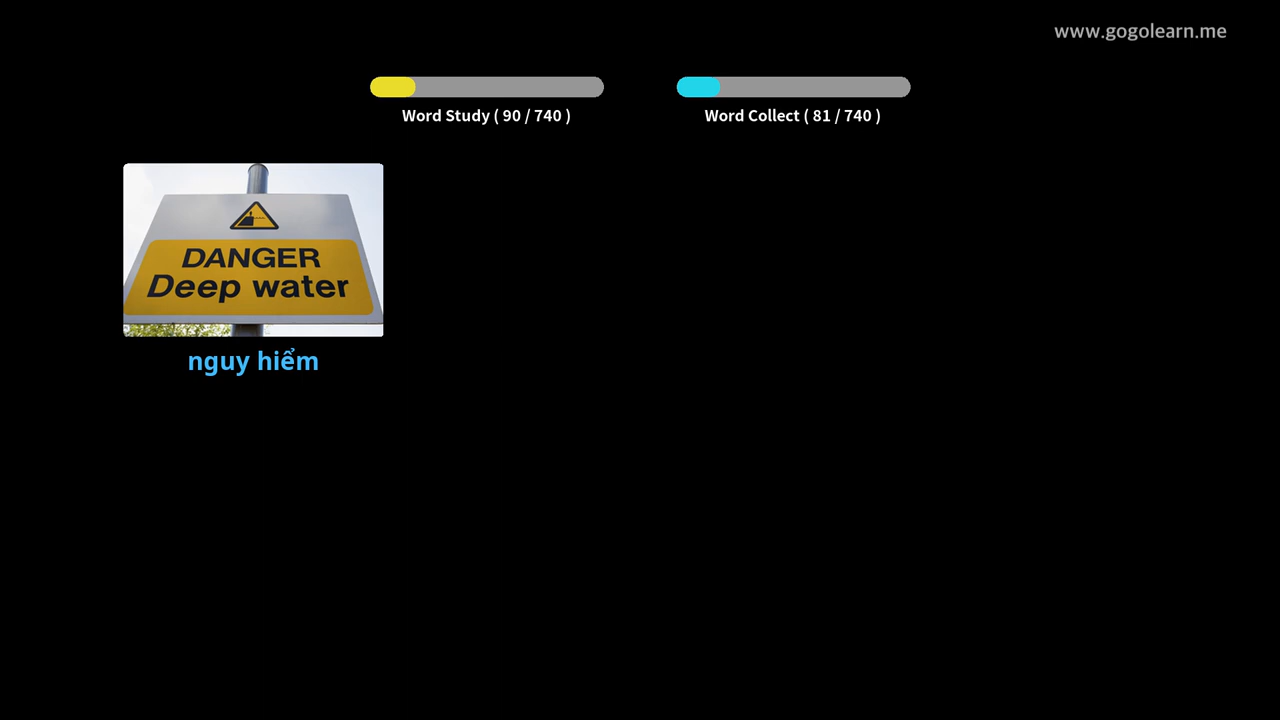 www.gogolearn.me
Word Study ( 90 / 740 )
Word Collect ( 81 / 740 )
DANGER
Deep water
nguy hiểm